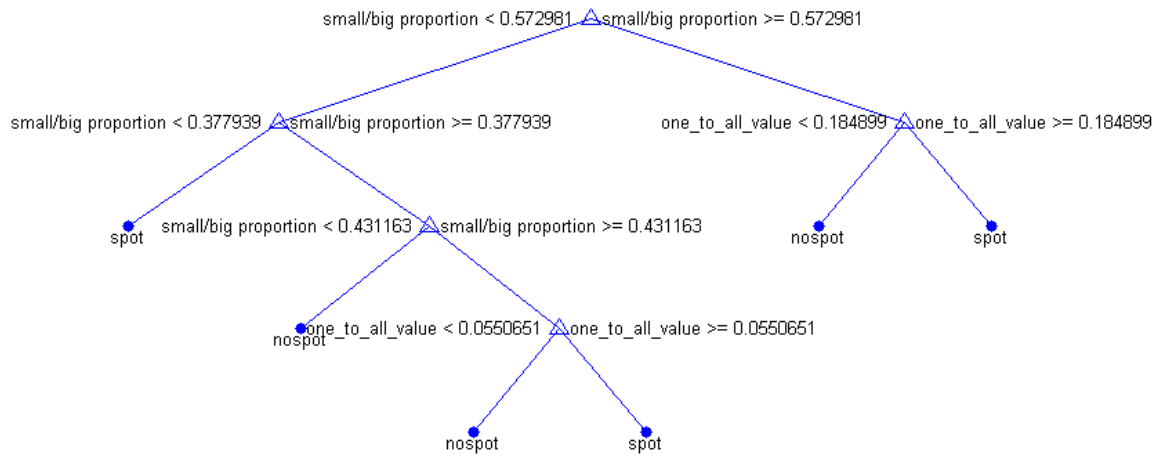 small/big proportion < 0.572981 small/big proportion >= 0.572981
small/big proportion < 0.377939 small/big proportion >= 0.377939 one_to_all_value < 0.184899 one_to_all_value >= 0.184899
spot small/big proportion < 0.431163 small/big proportion >= 0.431163 nospot spot
nospot one_to_all_value < 0.0550651 one_to_all_value >= 0.0550651
nospot spot